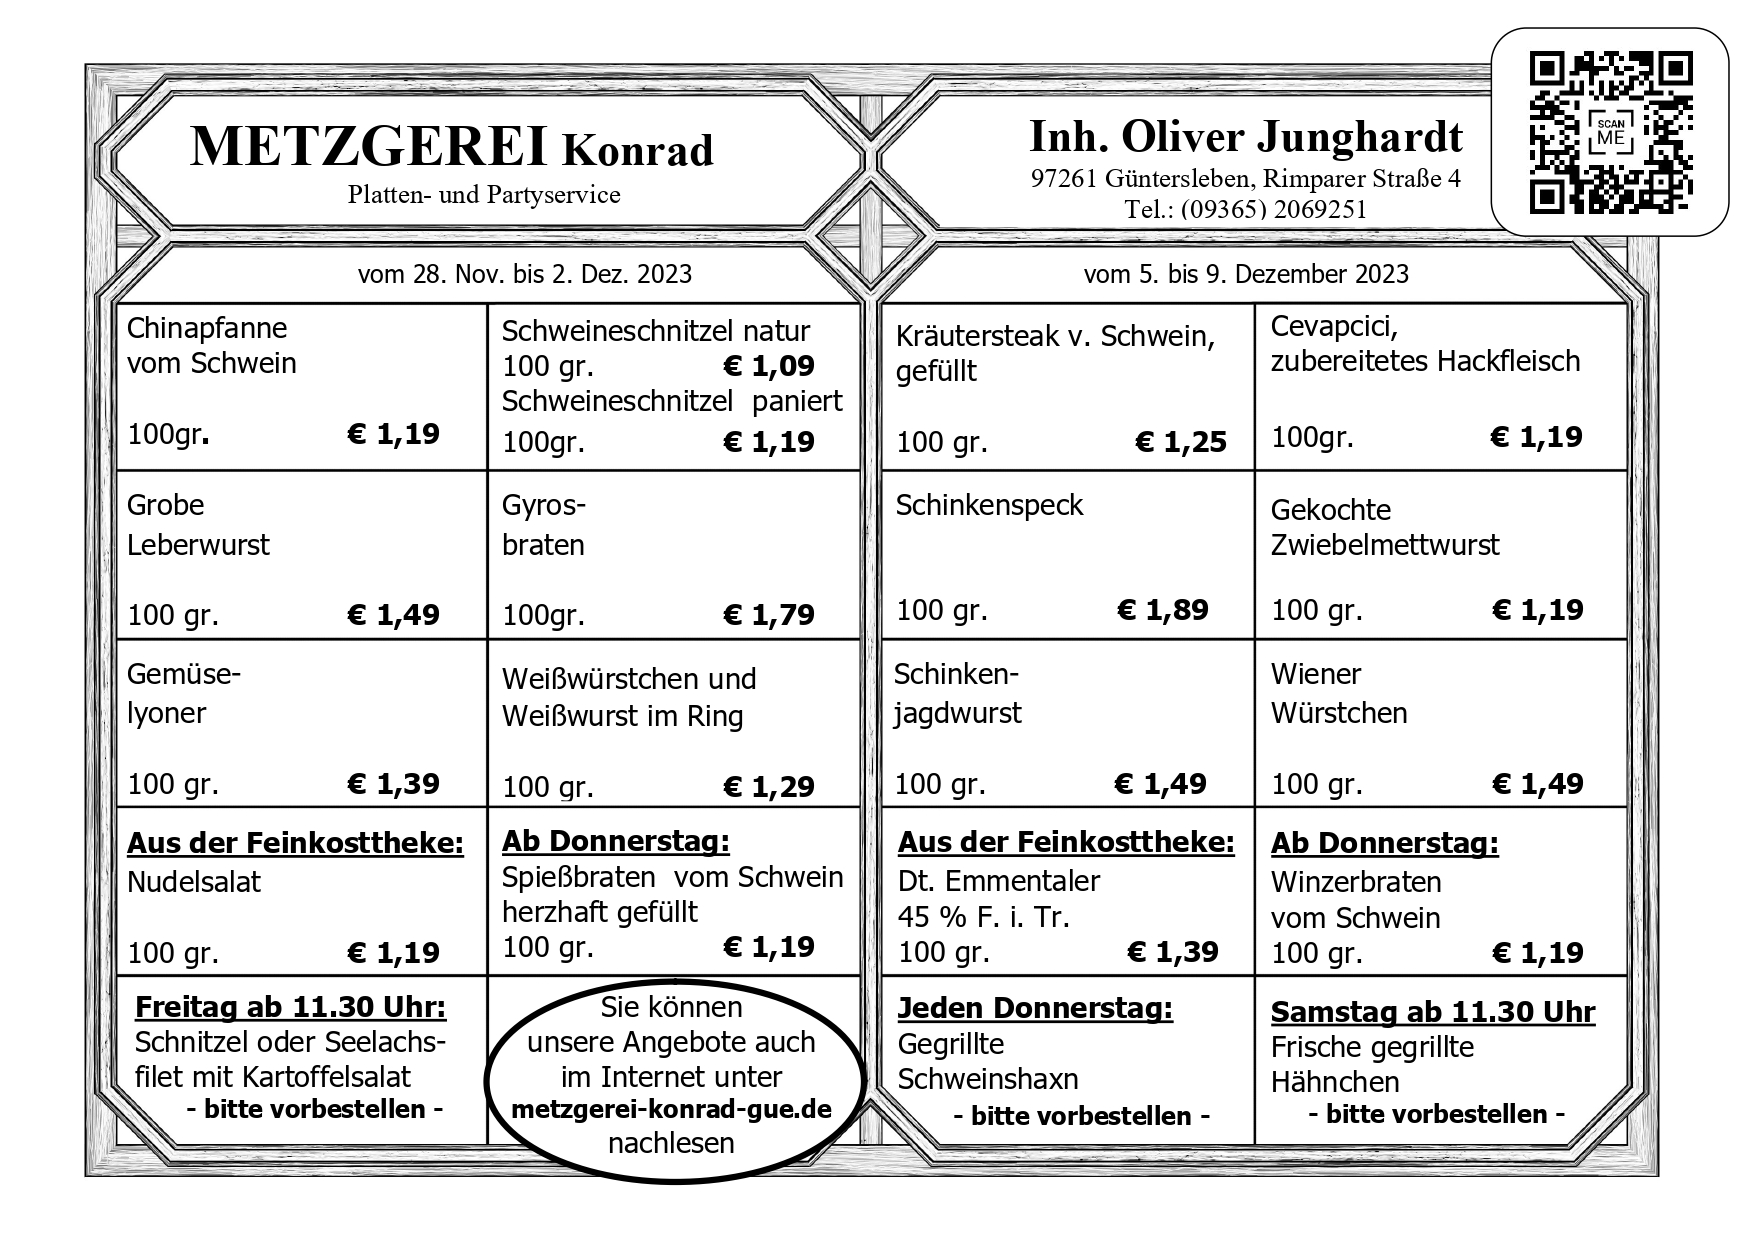 METZGEREI Konrad
Platten- und Partyservice
Inh. Oliver Junghardt
97261 Güntersleben, Rimparer Straße 4
Tel.: (09365) 2069251
SCAN
ME
vom 28. Nov. bis 2. Dez. 2023
Chinapfanne
vom Schwein
100gr. € 1,19
Schweineschnitzel natur
100 gr. € 1,09
Schweineschnitzel paniert
100gr. € 1,19
Grobe
Leberwurst
100 gr. € 1,49
Gyros-
braten
100gr. € 1,79
Gemüse-
lyoner
100 gr. € 1,39
Weißwürstchen und
Weißwurst im Ring
100 gr. € 1,29
Aus der Feinkosttheke:
Nudelsalat
100 gr. € 1,19
Ab Donnerstag:
Spießbraten vom Schwein
herzhaft gefüllt
100 gr. € 1,19
Freitag ab 11.30 Uhr:
Schnitzel oder Seelachs-
filet mit Kartoffelsalat
- bitte vorbestellen -
Sie können
unsere Angebote auch
im Internet unter
metzgerei-konrad-gue.de
nachlesen
vom 5. bis 9. Dezember 2023
Kräutersteak v. Schwein,
gefüllt
100 gr. € 1,25
Cevapcici,
zubereitetes Hackfleisch
100gr. € 1,19
Schinkenspeck
100 gr. € 1,89
Gekochte
Zwiebelmettwurst
100 gr. € 1,19
Schinken-
jagdwurst
100 gr. € 1,49
Wiener
Würstchen
100 gr. € 1,49
Aus der Feinkosttheke:
Dt. Emmentaler
45 % F. i. Tr.
100 gr. € 1,39
Ab Donnerstag:
Winzerbraten
vom Schwein
100 gr. € 1,19
Jeden Donnerstag:
Gegrillte
Schweinshaxn
- bitte vorbestellen -
Samstag ab 11.30 Uhr
Frische gegrillte
Hähnchen
- bitte vorbestellen -